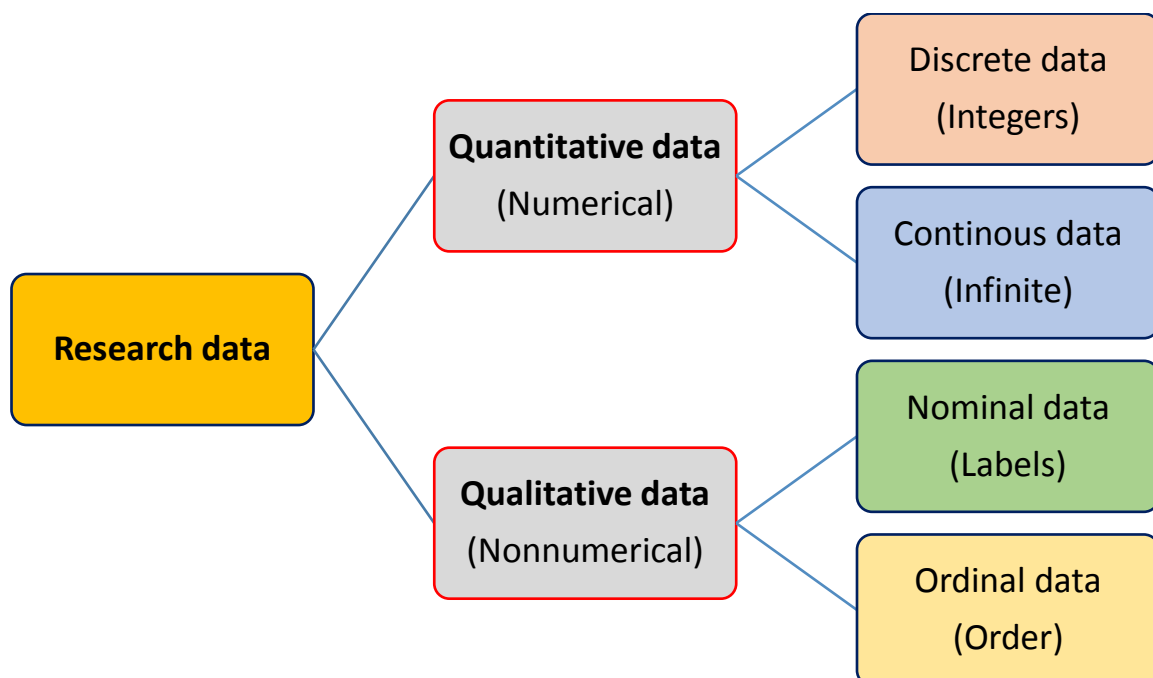 Research data
Quantitative data
(Numerical)
Qualitative data
(Nonnumerical)
Discrete data
(Integers)
Continous data
(Infinite)
Nominal data
(Labels)
Ordinal data
(Order)